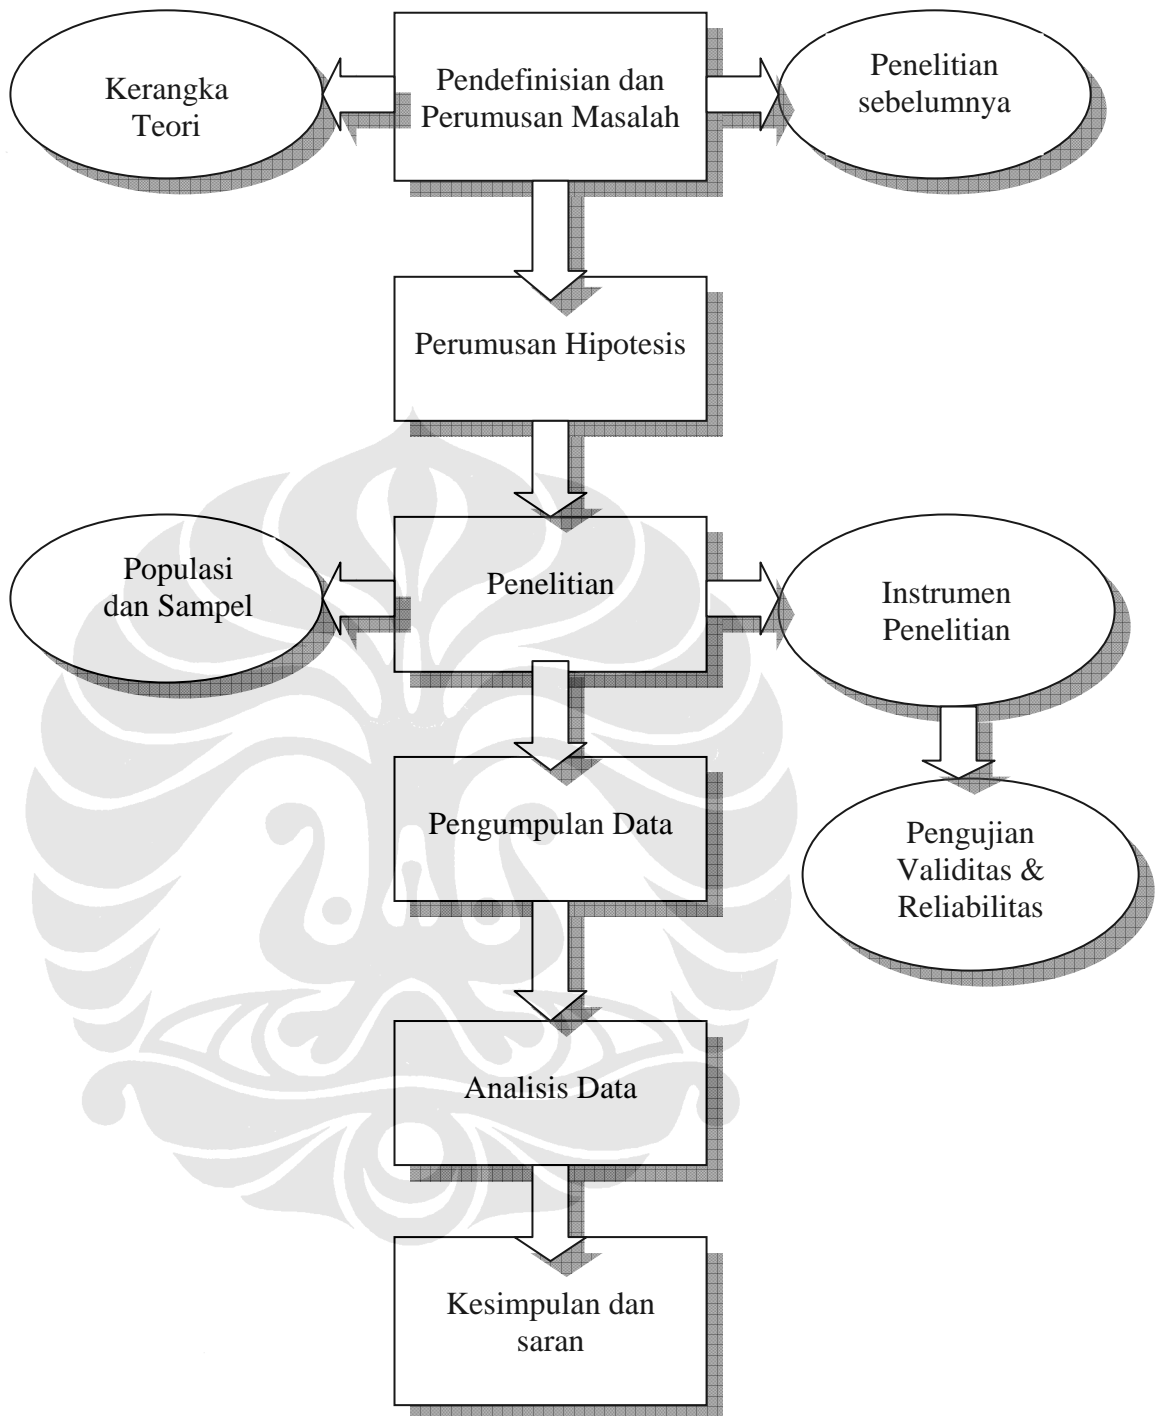 Kerangka
Teori
Pendefinisian dan
Perumusan Masalah
Penelitian
sebelumnya
Perumusan Hipotesis
Populasi
dan Sampel
Penelitian
Instrumen
Penelitian
Pengumpulan Data
Pengujian
Validitas &
Reliabilitas
Analisis Data
Kesimpulan dan
saran